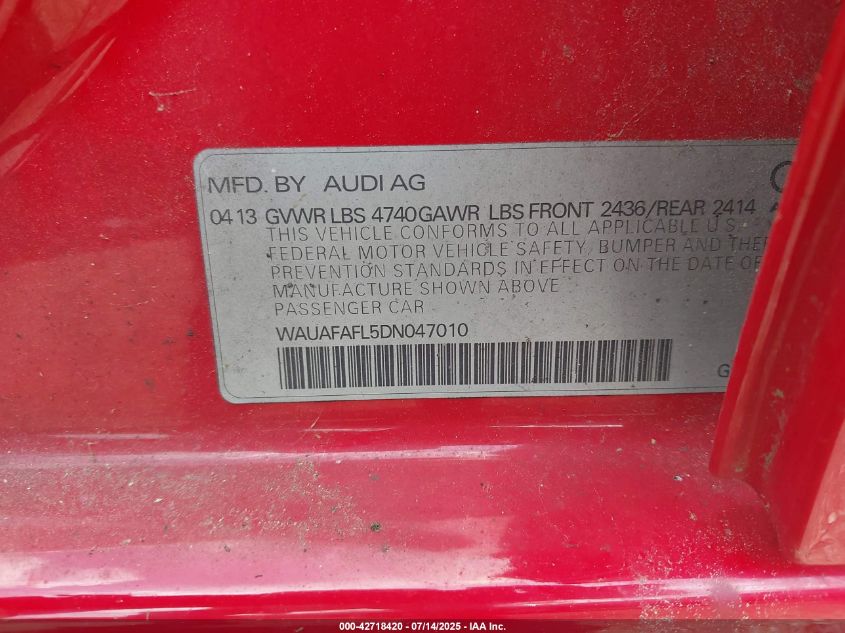 MFD. BY AUDI AG
04 13 GVWR LBS 4740 GAWR LBS FRONT 2436/REAR 2414
THIS VEHICLE CONFORMS TO ALL APPLICABLE U.S.
FEDERAL MOTOR VEHICLE SAFETY, BUMPER AND
PREVENTION STANDARDS IN EFFECT ON THE DATE OF
MANUFACTURE SHOWN ABOVE
PASSENGER CAR
WAUAFAFL5DN047010
G
000-42718420 - 07/14/2025 - IAA Inc.